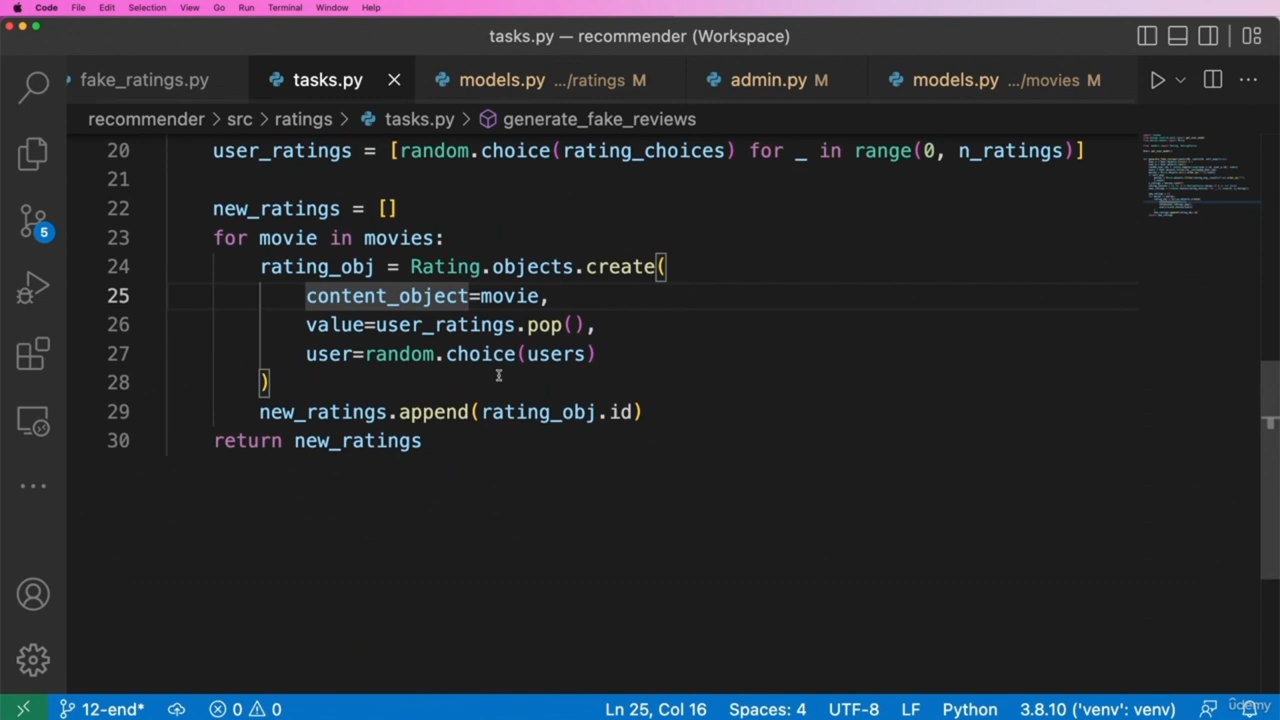 Code File Edit Selection View Go Run Terminal Window Help
tasks.py — recommender (Workspace)
fake_ratings.py tasks.py models.py .../ratings M admin.py M models.py .../movies M
recommender > src > ratings > tasks.py > generate_fake_reviews
20 user_ratings = [random.choice(rating_choices) for _ in range(0, n_ratings)]
21
22 new_ratings = []
23 for movie in movies:
24 rating_obj = Rating.objects.create(
25 content_object=movie,
26 value=user_ratings.pop(),
27 user=random.choice(users)
28 )
29 new_ratings.append(rating_obj.id)
30 return new_ratings
5
12-end* 0 0 Ln 25, Col 16 Spaces: 4 UTF-8 LF Python 3.8.10 ('venv': venv)
udemy